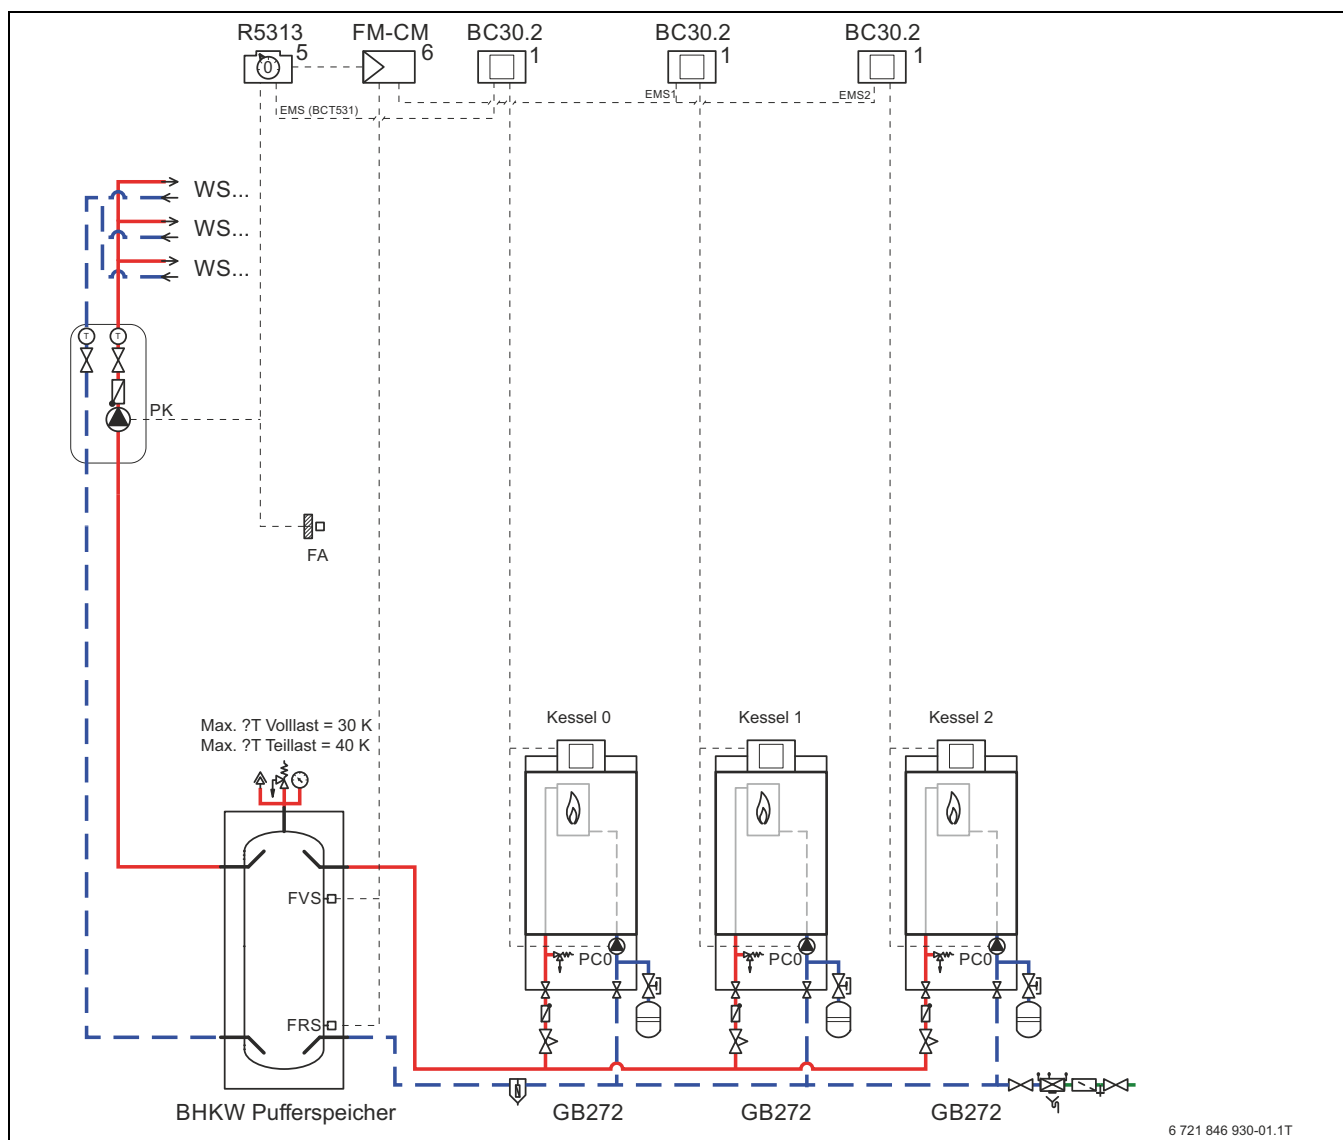 R5313
5
FM-CM
6
BC30.2
1
BC30.2
1
BC30.2
1
0
EMS (BCT531)
EMS1
EMS2
WS...
WS...
WS...
T
T
PK
FA
Max. ?T Volllast = 30 K
Max. ?T Teillast = 40 K
Kessel 0
Kessel 1
Kessel 2
FVS
PC0
PC0
PC0
FRS
BHKW Pufferspeicher
GB272
GB272
GB272
6 721 846 930-01.1T